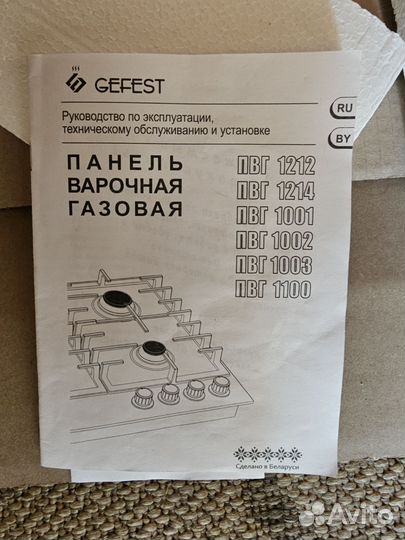 GEFEST
Руководство по эксплуатации,
техническому обслуживанию и установке
RU
BY
ПАНЕЛЬ
ВАРОЧНАЯ
ГАЗОВАЯ
ПВГ 1212
ПВГ 1214
ПВГ 1001
ПВГ 1002
ПВГ 1003
ПВГ 1100
Сделано в Беларуси
Avito